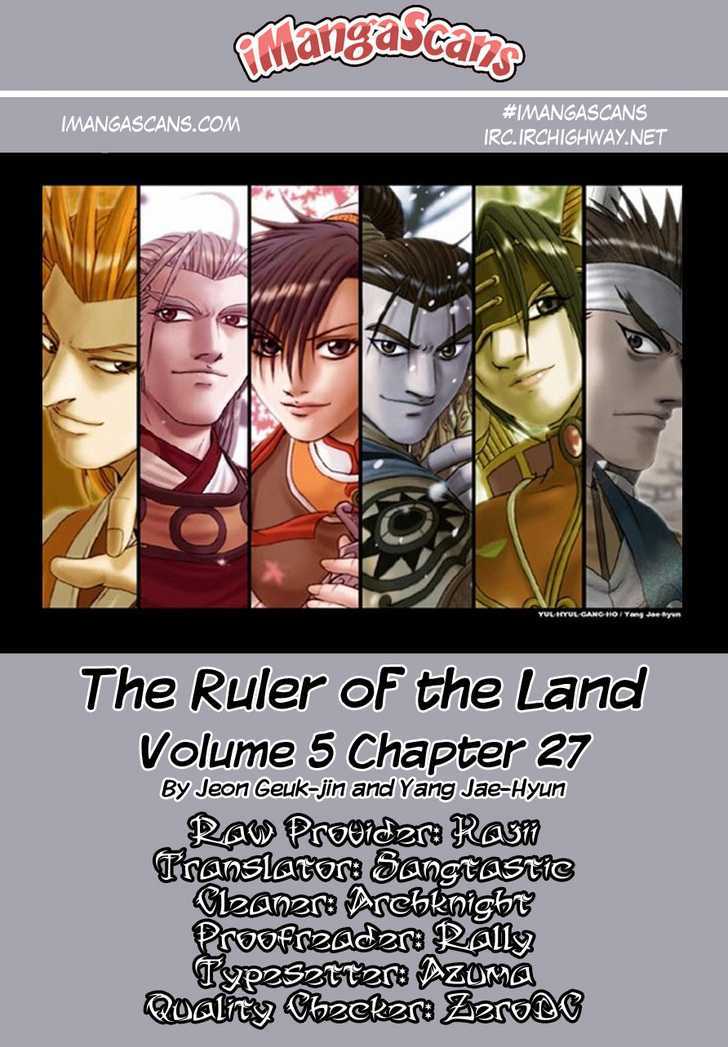 iMangaScans
IMANGASCANS.COM
#IMANGASCANS
IRC.IRCHIGHWAY.NET
YUL-HYUL-GANG-HO / Yang Jae-hyun
The Ruler of the Land
Volume 5 Chapter 27
By Jeon Geuk-jin and Yang Jae-Hyun
Raw Provider: Kajii
Translator: Sangtastic
Cleaner: Archknight
Proofreader: Rally
Typesetter: Azuma
Quality Checker: ZeroDC